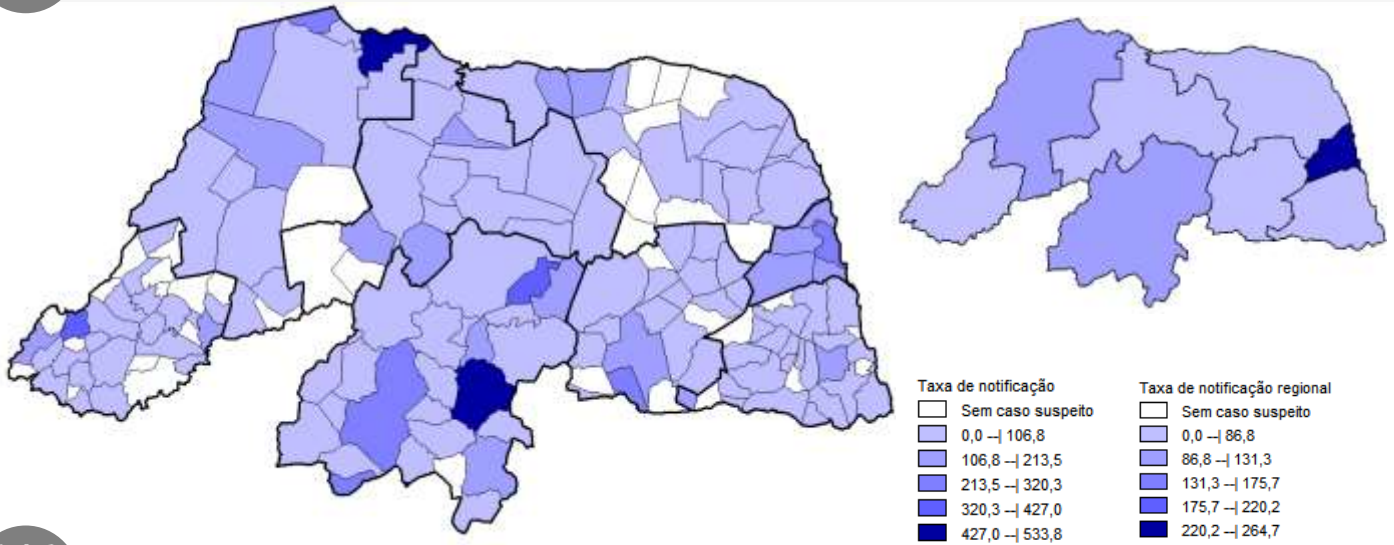 Taxa de notificação
Sem caso suspeito
0,0 --| 106,8
106,8 --| 213,5
213,5 --| 320,3
320,3 --| 427,0
427,0 --| 533,8
Taxa de notificação regional
Sem caso suspeito
0,0 --| 86,8
86,8 --| 131,3
131,3 --| 175,7
175,7 --| 220,2
220,2 --| 264,7